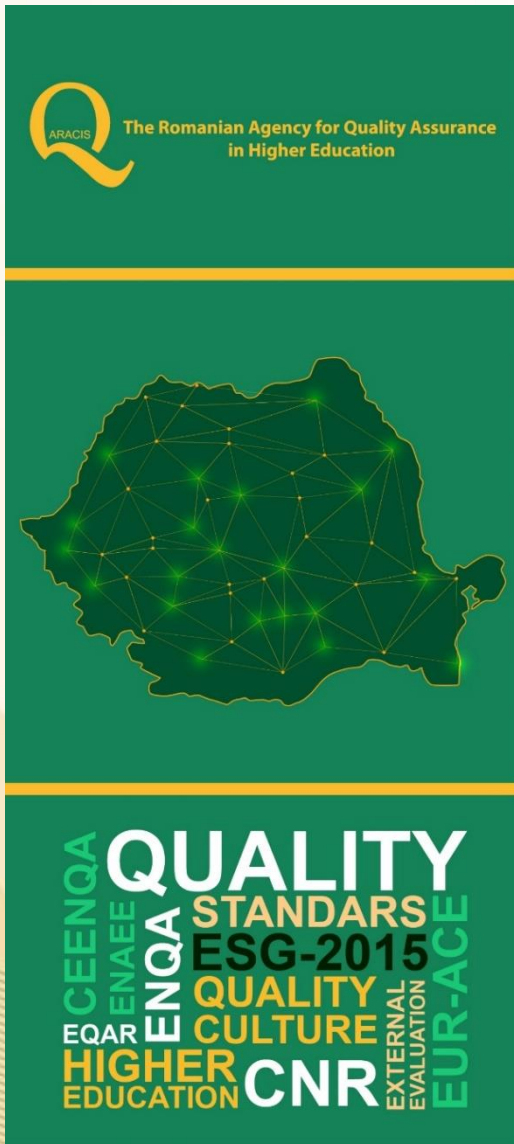 ARACIS
The Romanian Agency for Quality Assurance
in Higher Education
CEENQA
QUALITY
ENAEE
ENQA
STANDARS
ESG-2015
QUALITY
CULTURE
EQAR
HIGHER
EDUCATION
CNR
EXTERNAL
EVALUATION
EUR-ACE